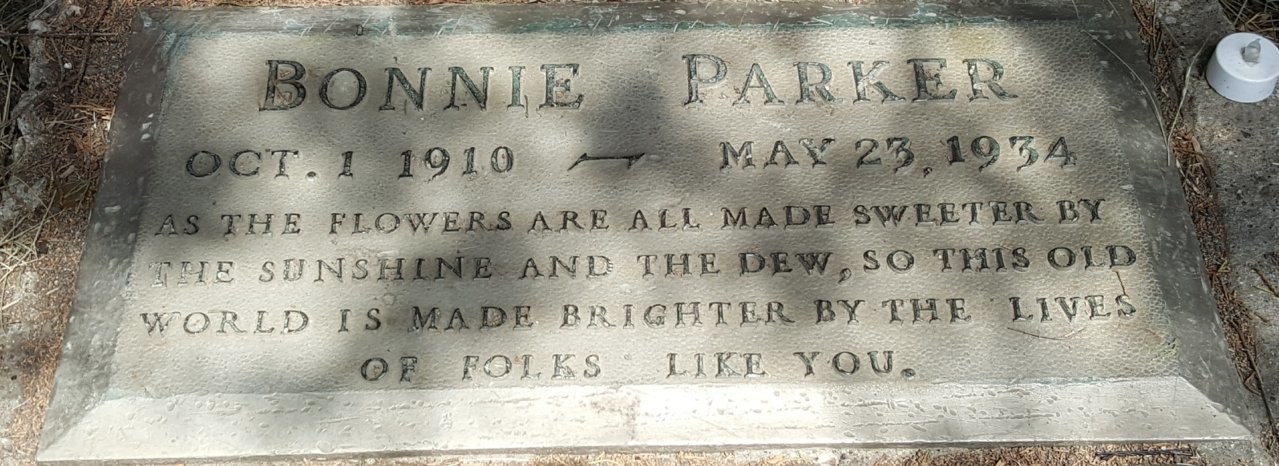 BONNIE PARKER
OCT. 1 1910 — MAY 23, 1934
AS THE FLOWERS ARE ALL MADE SWEETER BY
THE SUNSHINE AND THE DEW, SO THIS OLD
WORLD IS MADE BRIGHTER BY THE LIVES
OF FOLKS LIKE YOU.